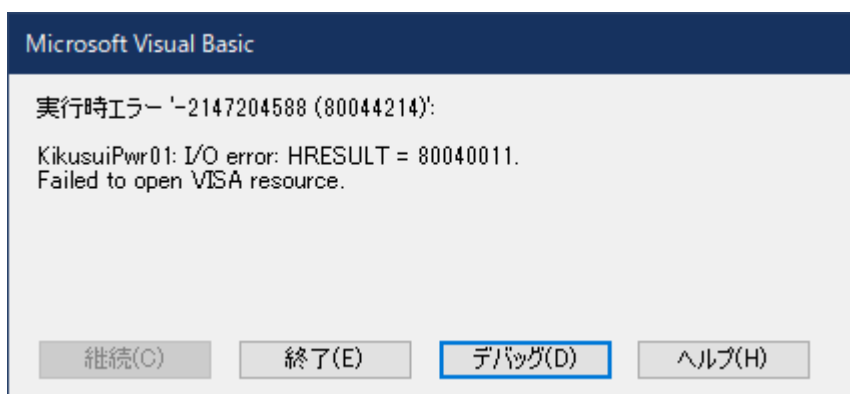 Microsoft Visual Basic
実行時エラー '-2147204588 (80044214)':
KikusuiPwr01: I/O error: HRESULT = 80040011.
Failed to open VISA resource.
継続(C)
終了(E)
デバッグ(D)
ヘルプ(H)